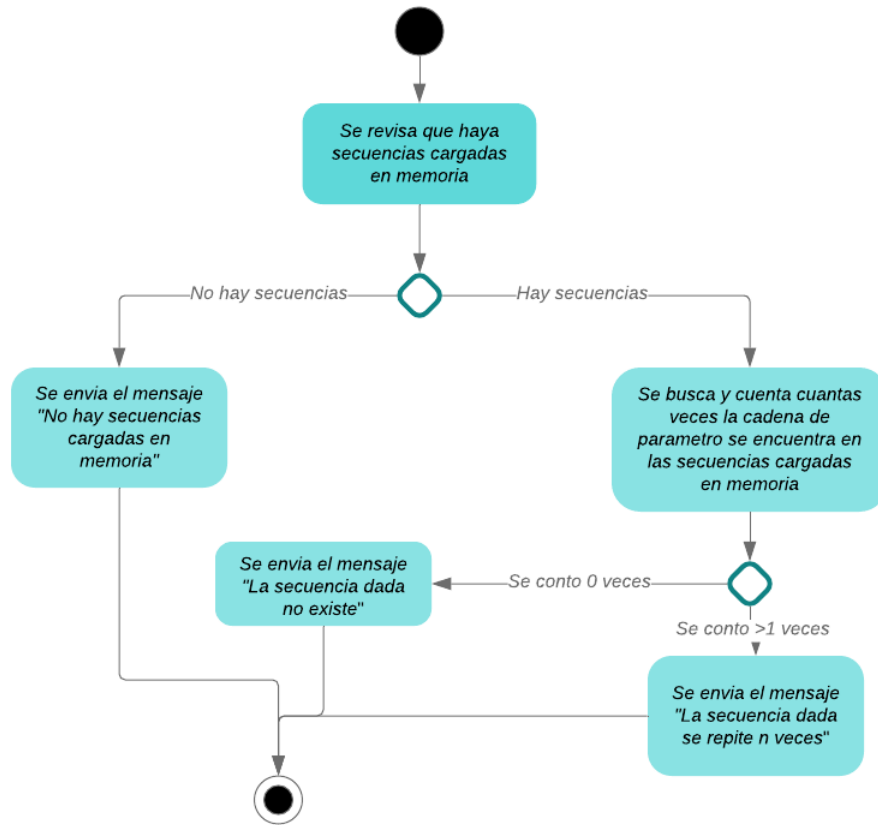 Se revisa que haya
secuencias cargadas
en memoria
No hay secuencias
Hay secuencias
Se envia el mensaje
"No hay secuencias
cargadas en
memoria"
Se busca y cuenta cuantas
veces la cadena de
parametro se encuentra en
las secuencias cargadas
en memoria
Se envia el mensaje
"La secuencia dada
no existe"
Se conto 0 veces
Se conto >1 veces
Se envia el mensaje
"La secuencia dada
se repite n veces"